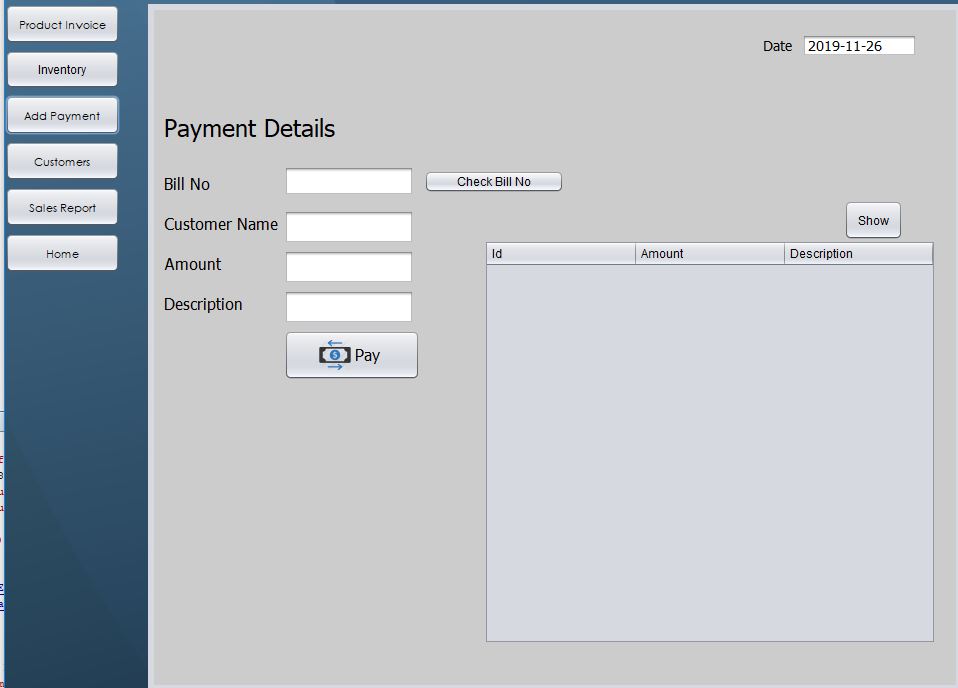 Product Invoice
Inventory
Add Payment
Customers
Sales Report
Home
Date 2019-11-26
Payment Details
Bill No Check Bill No
Customer Name
Amount
Description
Pay
Show
Id Amount Description